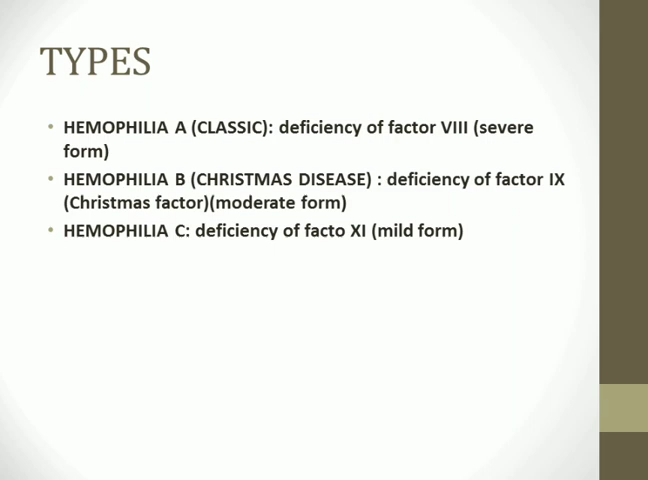 TYPES
• HEMOPHILIA A (CLASSIC): deficiency of factor VIII (severe
form)
• HEMOPHILIA B (CHRISTMAS DISEASE) : deficiency of factor IX
(Christmas factor)(moderate form)
• HEMOPHILIA C: deficiency of facto XI (mild form)